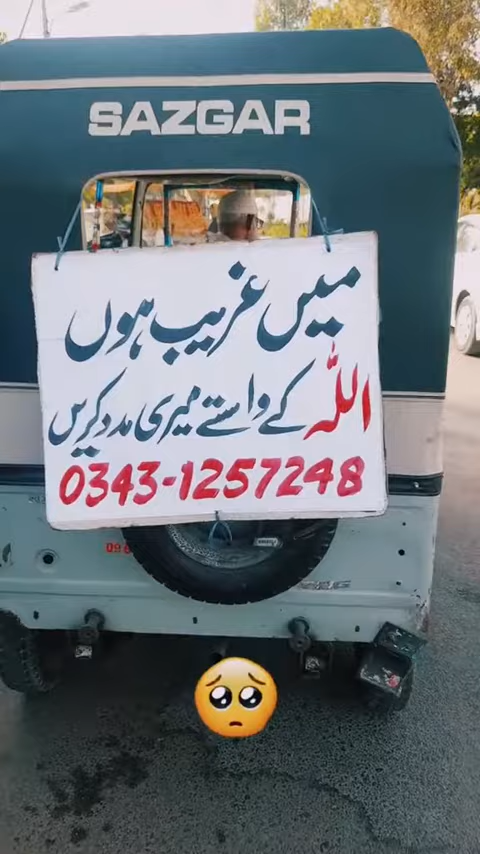 SAZGAR
میں غریب ہوں
اللہ کے واسطے میری مدد کریں
0343-1257248